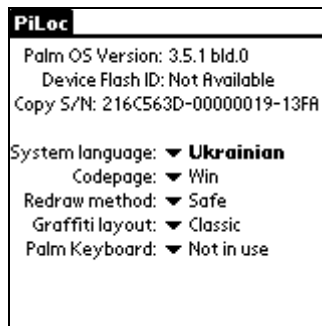 PiLoc
Palm OS Version: 3.5.1 bld.0
Device Flash ID: Not Available
Copy S/N: 216C563D-00000019-13FA
System language: Ukrainian
Codepage: Win
Redraw method: Safe
Graffiti layout: Classic
Palm Keyboard: Not in use